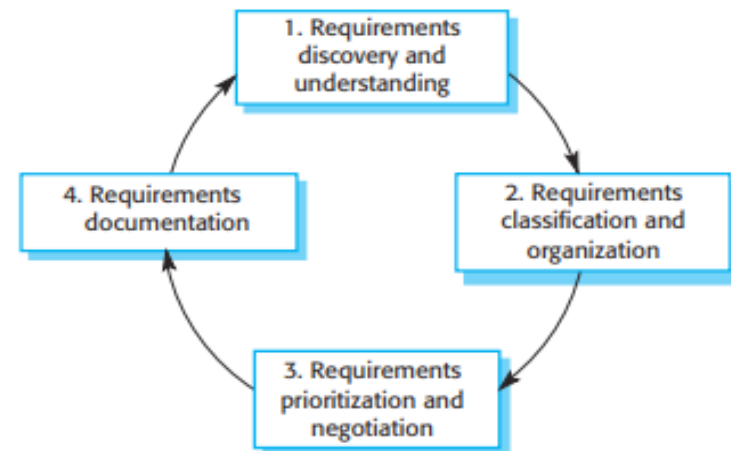 1. Requirements
discovery and
understanding
2. Requirements
classification and
organization
3. Requirements
prioritization and
negotiation
4. Requirements
documentation